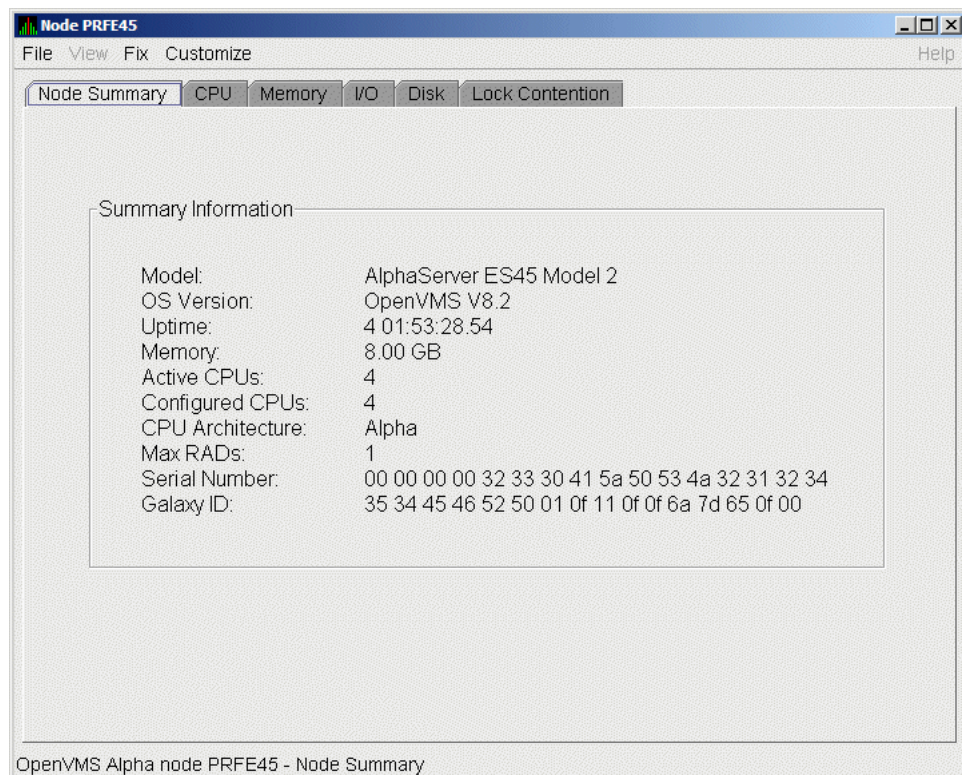 Node PRFE45
File View Fix Customize Help
Node Summary CPU Memory I/O Disk Lock Contention
Summary Information
Model: AlphaServer ES45 Model 2
OS Version: OpenVMS V8.2
Uptime: 4 01:53:28.54
Memory: 8.00 GB
Active CPUs: 4
Configured CPUs: 4
CPU Architecture: Alpha
Max RADs: 1
Serial Number: 00 00 00 00 32 33 30 41 5a 50 53 4a 32 31 32 34
Galaxy ID: 35 34 45 46 52 50 01 0f 11 0f 0f 6a 7d 65 0f 00
OpenVMS Alpha node PRFE45 - Node Summary